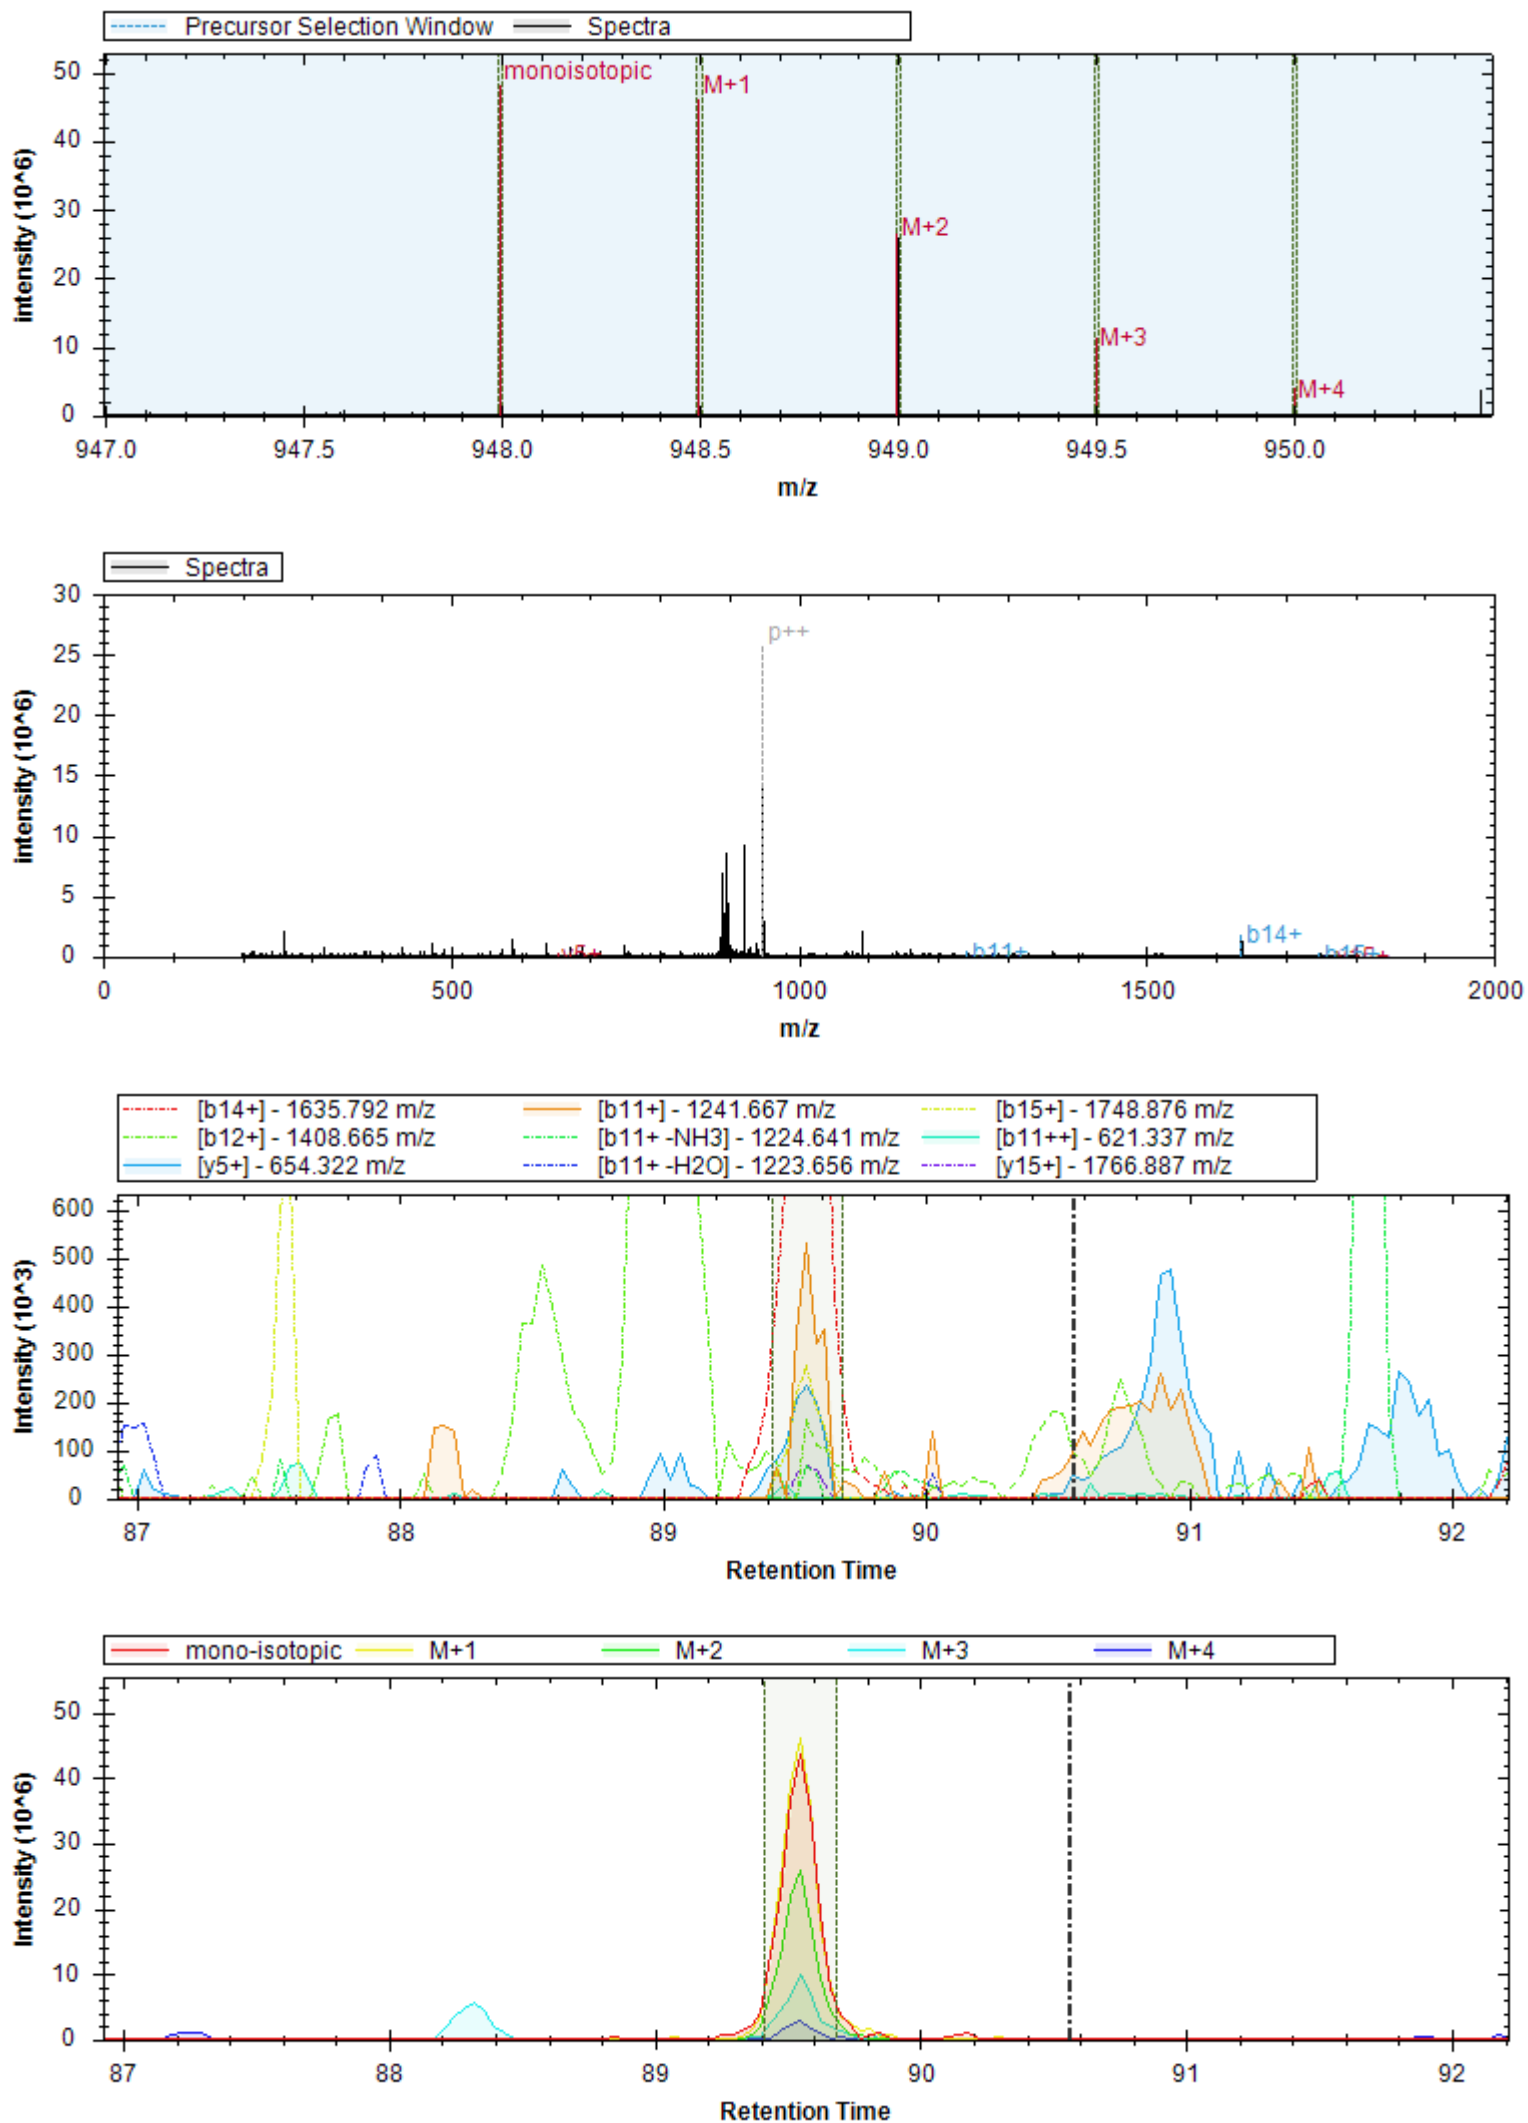 Precursor Selection Window Spectra
50
monoisotopic
M+1
40
30
M+2
20
M+3
10
M+4
0
947.0 947.5 948.0 948.5 949.0 949.5 950.0
m/z
intensity (10^6)
Spectra
30
p++
25
20
15
10
5
b14+
b11+
0
0 500 1000 1500 2000
m/z
intensity (10^6)
[b14+] - 1635.792 m/z [b11+] - 1241.667 m/z [b15+] - 1748.876 m/z
[b12+] - 1408.665 m/z [b11+ -NH3] - 1224.641 m/z [b11++] - 621.337 m/z
[y5+] - 654.322 m/z [b11+ -H2O] - 1223.656 m/z [y15+] - 1766.887 m/z
600
500
400
300
200
100
0
87 88 89 90 91 92
Retention Time
Intensity (10^3)
mono-isotopic M+1 M+2 M+3 M+4
50
40
30
20
10
0
87 88 89 90 91 92
Retention Time
Intensity (10^6)